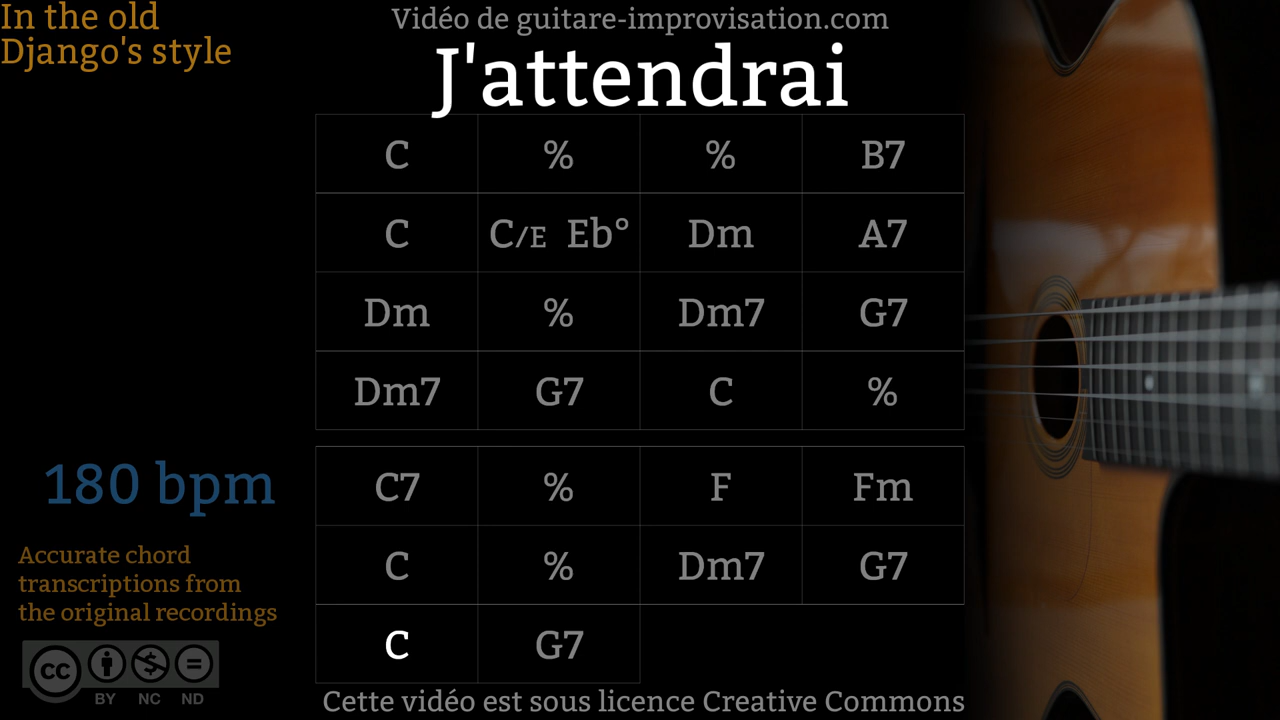 In the old
Django's style
Vidéo de guitare-improvisation.com
J'attendrai
C % % B7
C C/E Eb° Dm A7
Dm % Dm7 G7
Dm7 G7 C %
C7 % F Fm
C % Dm7 G7
C G7
180 bpm
Accurate chord
transcriptions from
the original recordings
cc
BY NC ND
Cette vidéo est sous licence Creative Commons